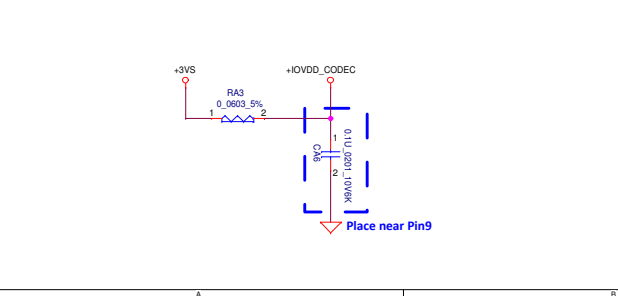 +3VS
+IOVDD_CODEC
RA3
0_0603_5%
1
2
1
0.1U_0201_10V6K
CA6
2
Place near Pin9
A
B